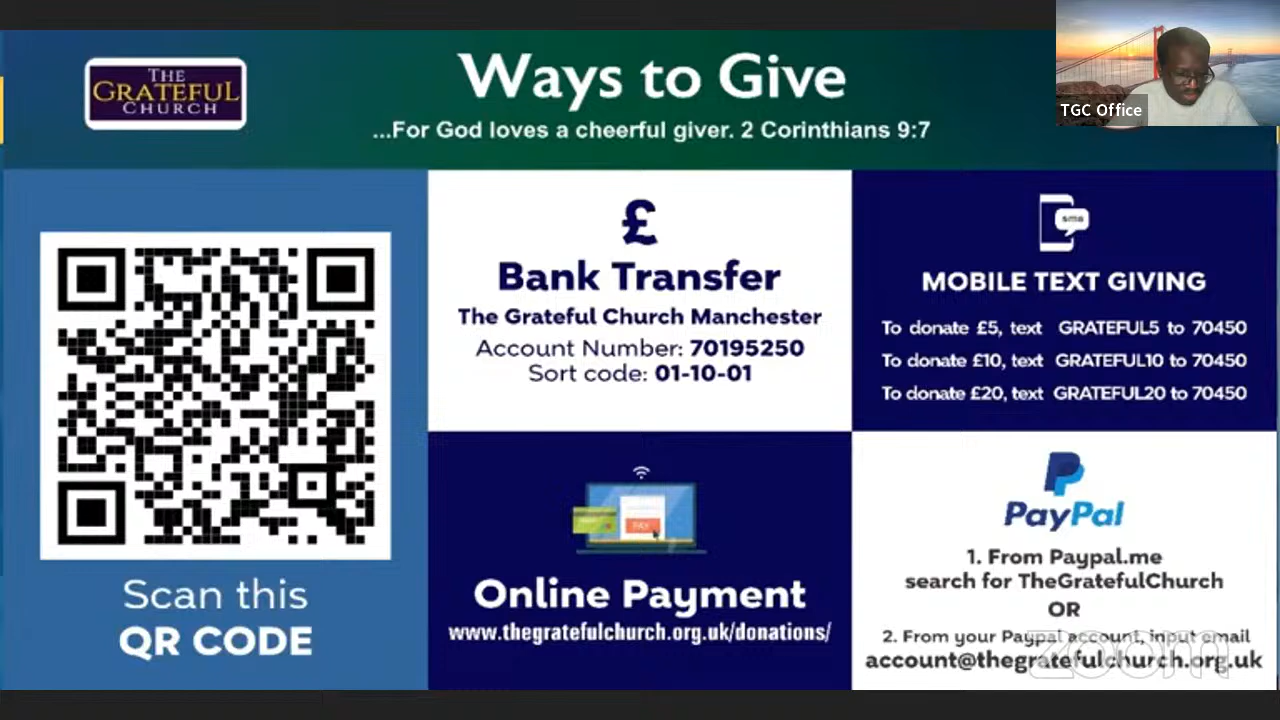 THE
GRATEFUL
CHURCH
Ways to Give
...For God loves a cheerful giver. 2 Corinthians 9:7
TGC Office
Scan this
QR CODE
£
Bank Transfer
The Grateful Church Manchester
Account Number: 70195250
Sort code: 01-10-01
sms
MOBILE TEXT GIVING
To donate £5, text GRATEFUL5 to 70450
To donate £10, text GRATEFUL10 to 70450
To donate £20, text GRATEFUL20 to 70450
PAY
Online Payment
www.thegratefulchurch.org.uk/donations/
PayPal
1. From Paypal.me
search for TheGratefulChurch
OR
2. From your Paypal account, input email
account@thegratefulchurch.org.uk
zoom